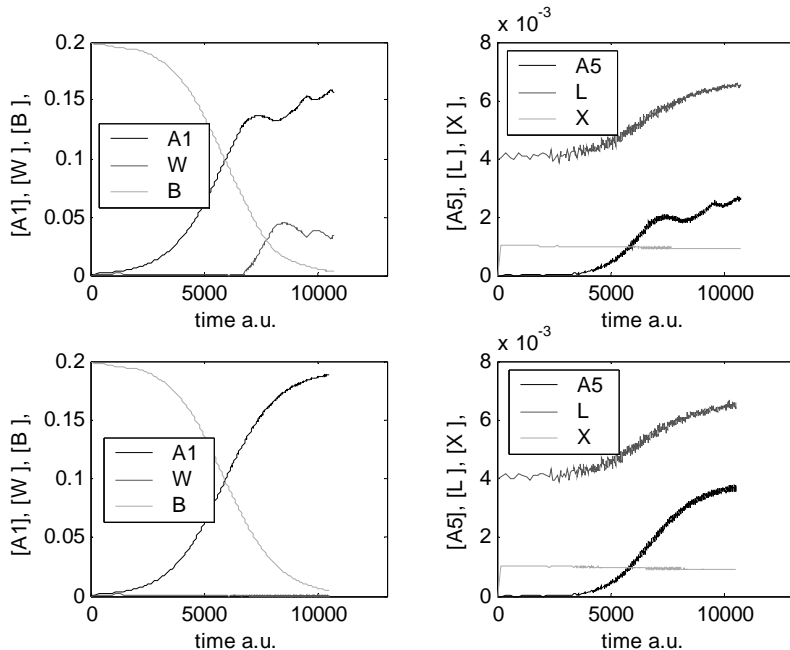 x 10⁻³
0.2
0.15
0.1
0.05
0
[A1], [W ], [B ],
A1
W
B
0 5000 10000
time a.u.
8
6
4
2
0
[A5], [L ], [X ],
A5
L
X
0 5000 10000
time a.u.
0.2
0.15
0.1
0.05
0
[A1], [W ], [B ],
A1
W
B
0 5000 10000
time a.u.
x 10⁻³
8
6
4
2
0
[A5], [L ], [X ],
A5
L
X
0 5000 10000
time a.u.